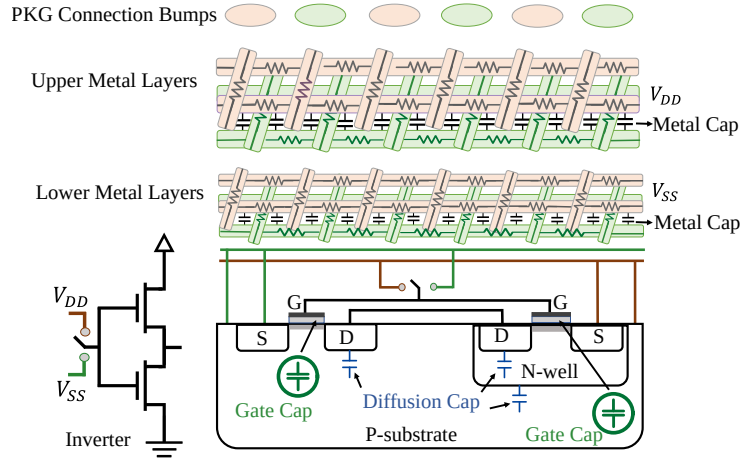 PKG Connection Bumps
Upper Metal Layers
V_DD
Metal Cap
Lower Metal Layers
V_SS
Metal Cap
V_DD
V_SS
Inverter
G
G
S
D
D
S
N-well
Gate Cap
Diffusion Cap
P-substrate
Gate Cap